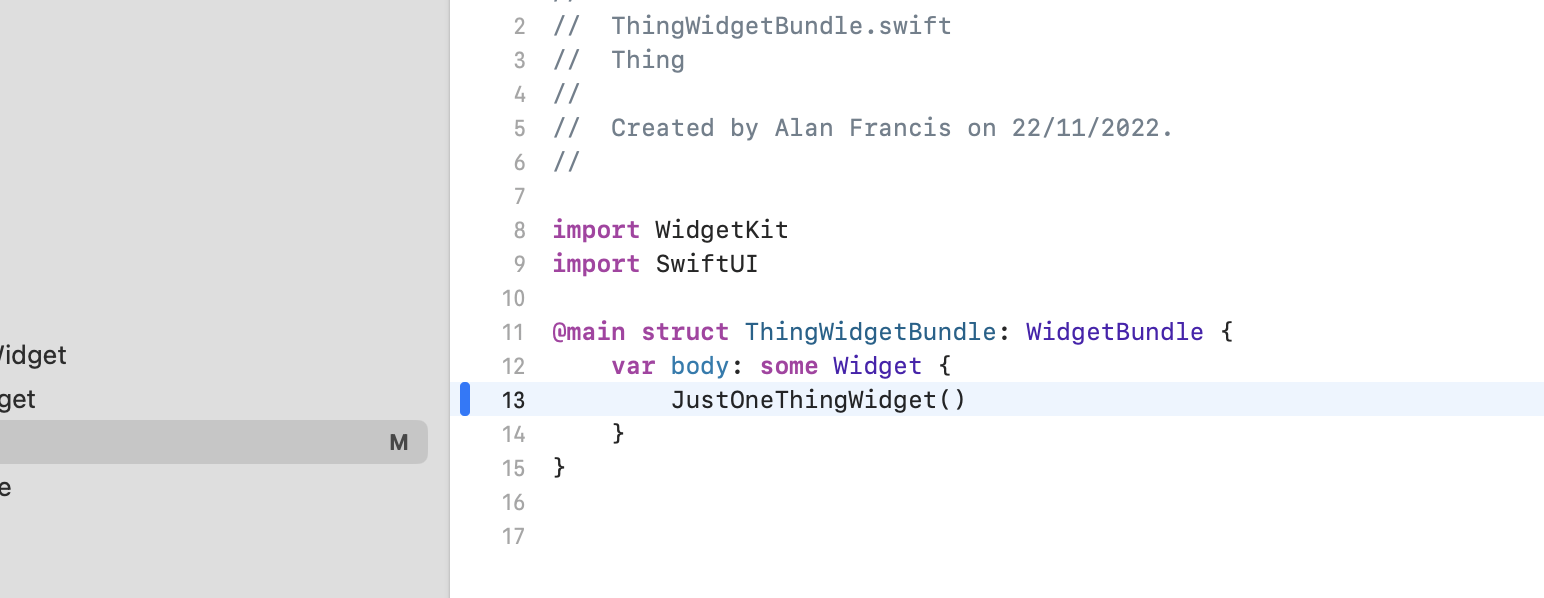 2 //  ThingWidgetBundle.swift
3 //  Thing
4 //
5 //  Created by Alan Francis on 22/11/2022.
6 //
7
8 import WidgetKit
9 import SwiftUI
10
11 @main struct ThingWidgetBundle: WidgetBundle {
12     var body: some Widget {
13         JustOneThingWidget()
14     }
15 }
16
17
M